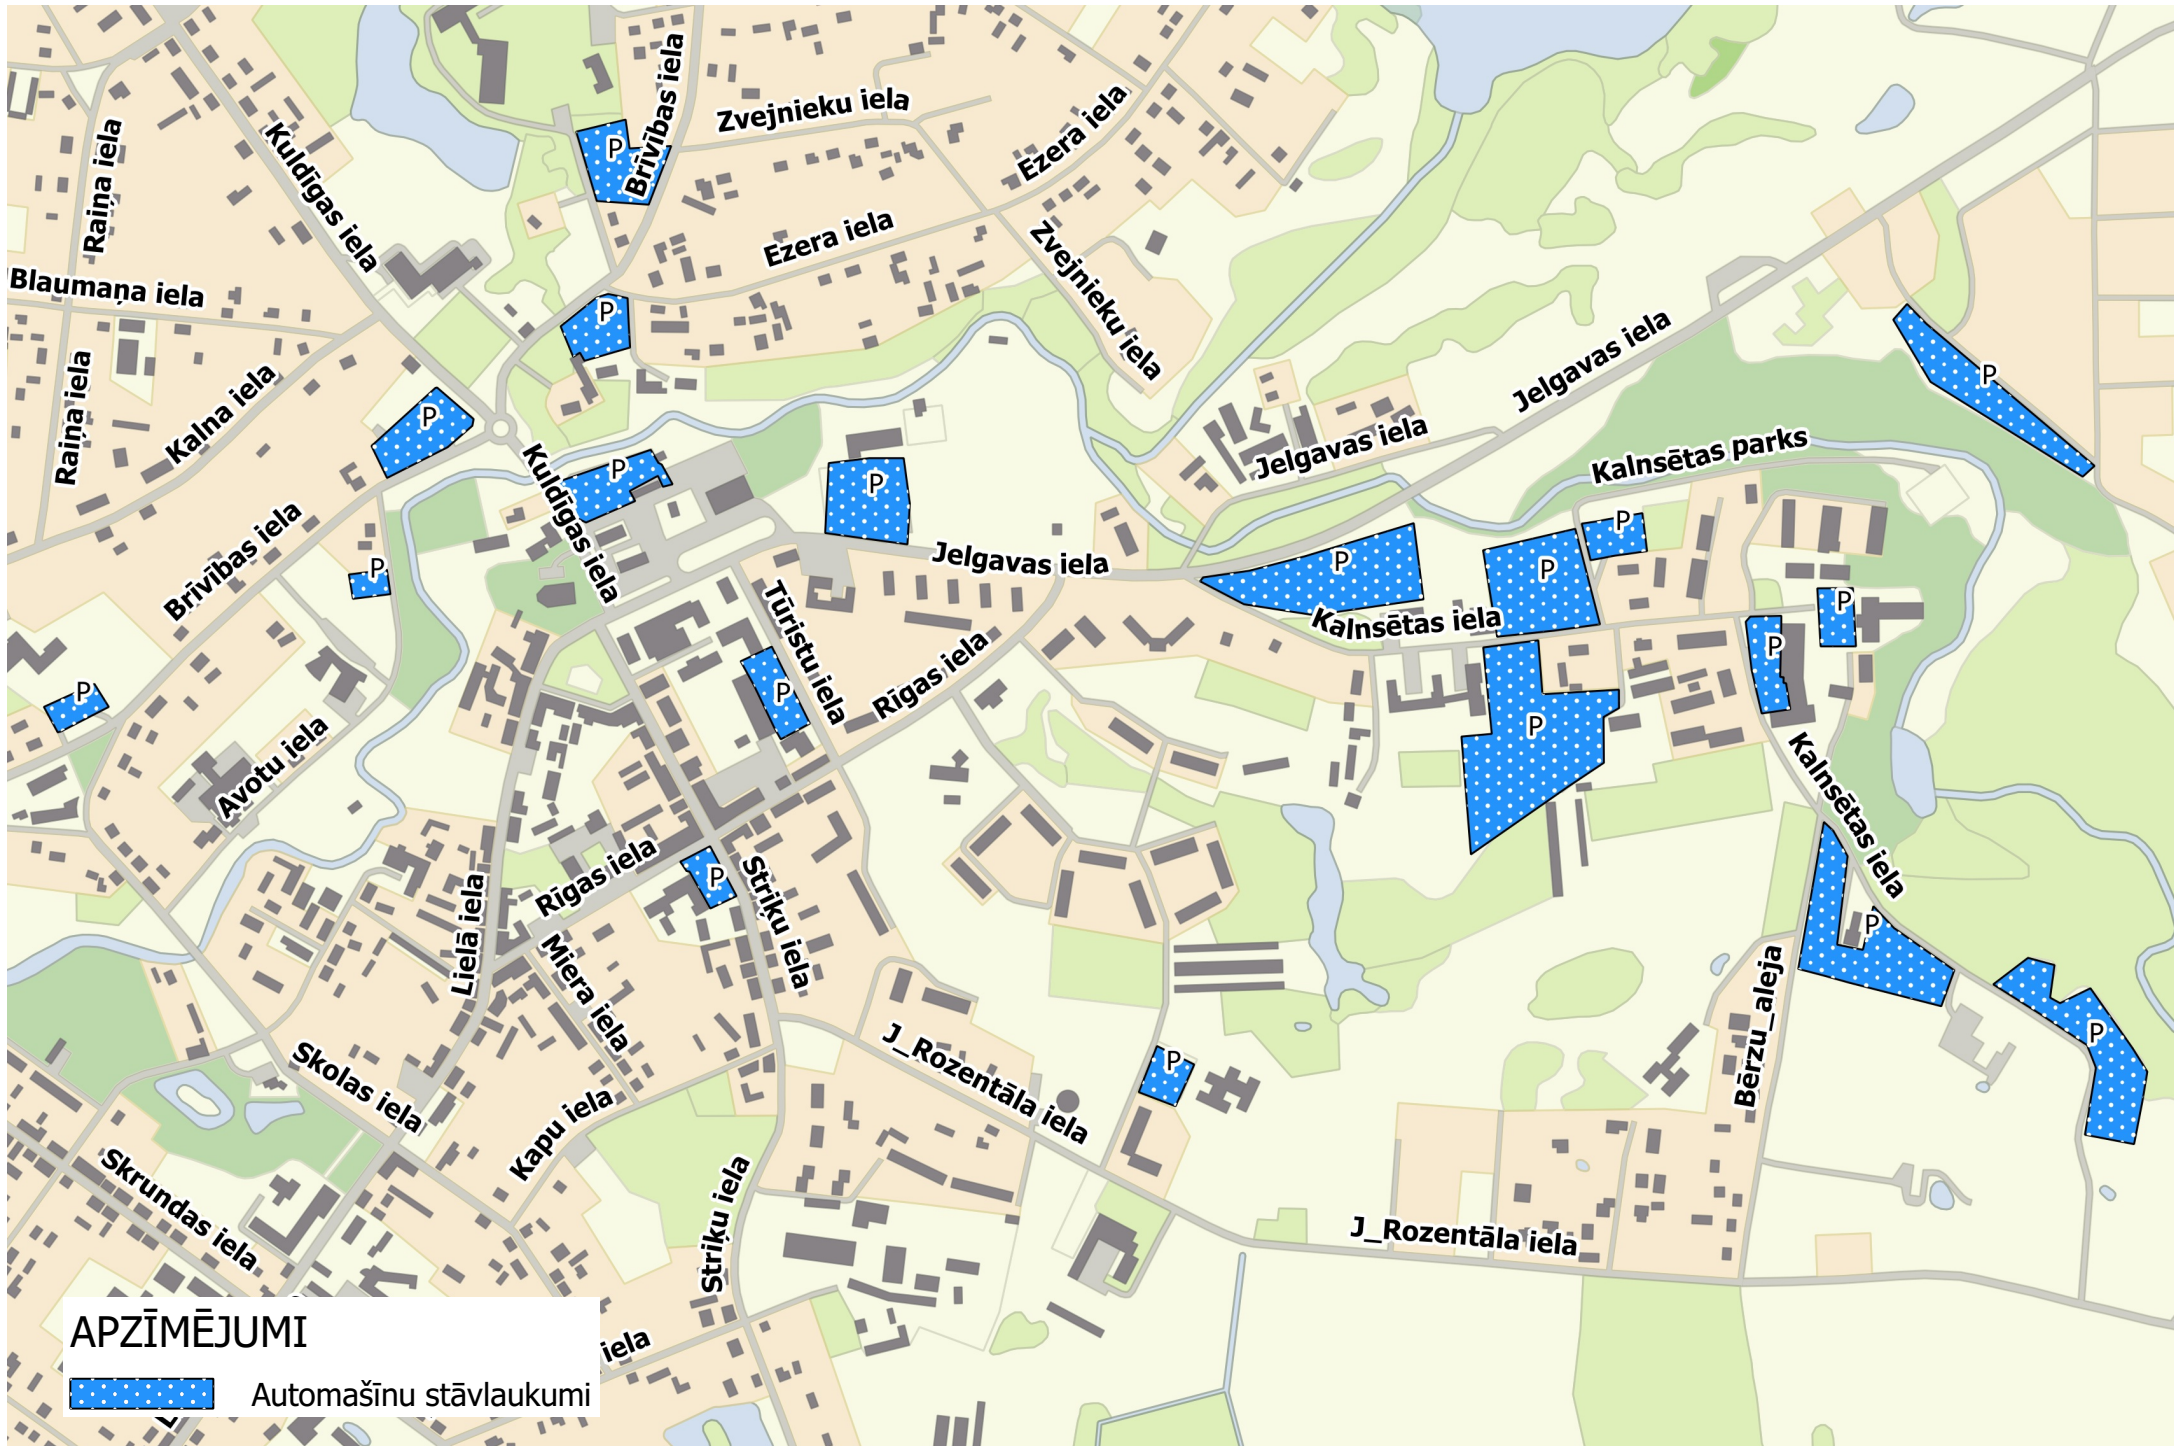 Brīvības iela
Zvejnieku iela
Ezera iela
Kuldīgas iela
Raiņa iela
P
Ezera iela
Zvejnieku iela
Blaumaņa iela
P
Jelgavas iela
P
Raiņa iela
Kalna iela
P
Jelgavas iela
Kalnsētas parks
Kuldīgas iela
P
P
P
Brīvības iela
P
Jelgavas iela
P
P
Tūristu iela
Kalnsētas iela
P
P
Rīgas iela
P
P
P
Avotu iela
Kalnsētas iela
Rīgas iela
P
Striķu iela
Lielā iela
P
Miera iela
Bērzu_aleja
P
J_Rozentāla iela
P
Skolas iela
Kapu iela
Skrundas iela
Striķu iela
J_Rozentāla iela
iela
APZĪMĒJUMI
Automašīnu stāvlaukumi